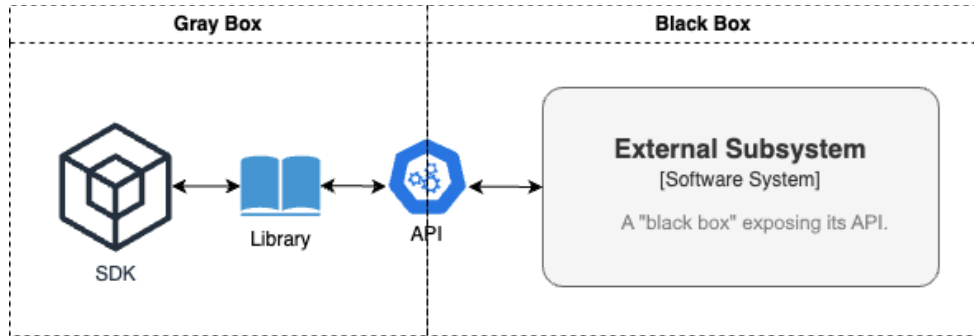 Gray Box
Black Box
External Subsystem
[Software System]
A "black box" exposing its API.
Library
API
SDK